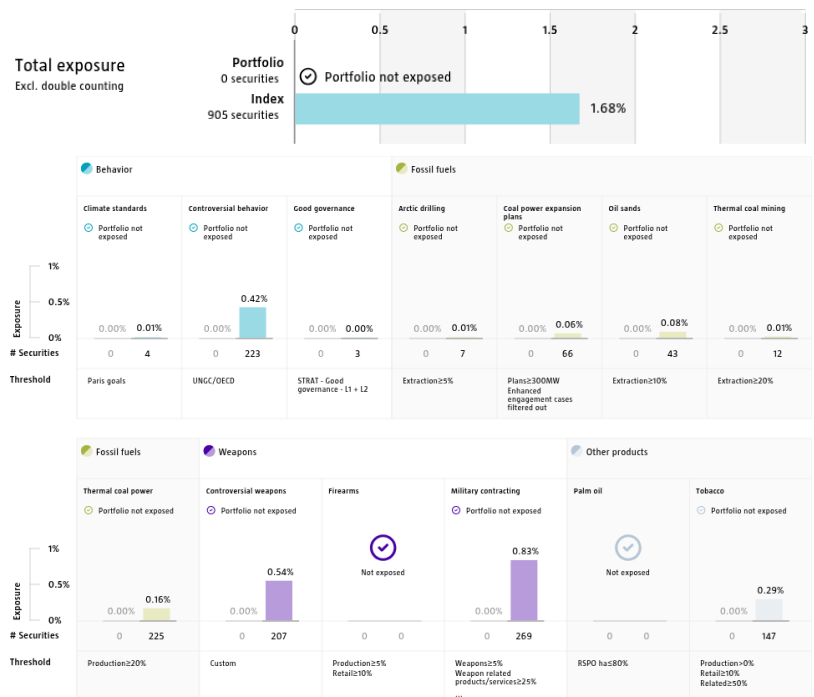 0 0.5 1 1.5 2 2.5 3
Total exposure
Excl. double counting
Portfolio
0 securities
Portfolio not exposed
Index
905 securities
1.68%
Behavior
Fossil fuels
Climate standards
Controversial behavior
Good governance
Arctic drilling
Coal power expansion
plans
Oil sands
Thermal coal mining
Portfolio not
exposed
Portfolio not
exposed
Portfolio not
exposed
Portfolio not
exposed
Portfolio not
exposed
Portfolio not
exposed
Portfolio not
exposed
Exposure
1%
0.5%
0%
0.00% 0.01%
0.00% 0.42%
0.00% 0.00%
0.00% 0.01%
0.00% 0.06%
0.00% 0.08%
0.00% 0.01%
# Securities
0 4
0 223
0 3
0 7
0 66
0 43
0 12
Threshold
Paris goals
UNGC/OECD
STRAT - Good
governance - L1 + L2
Extraction≥5%
Plans≥300MW
Enhanced
engagement cases
filtered out
Extraction≥10%
Extraction≥20%
Fossil fuels
Weapons
Other products
Thermal coal power
Controversial weapons
Firearms
Military contracting
Palm oil
Tobacco
Portfolio not exposed
Portfolio not exposed
Not exposed
Portfolio not exposed
Not exposed
Portfolio not exposed
Exposure
1%
0.5%
0%
0.00% 0.16%
0.00% 0.54%
0.00% 0.83%
0.00% 0.29%
# Securities
0 225
0 207
0 0
0 269
0 0
0 147
Threshold
Production≥20%
Custom
Production≥5%
Retail≥10%
Weapons≥5%
Weapon related
products/services≥25%
RSPO ha≤80%
Production>0%
Retail≥10%
Related≥50%